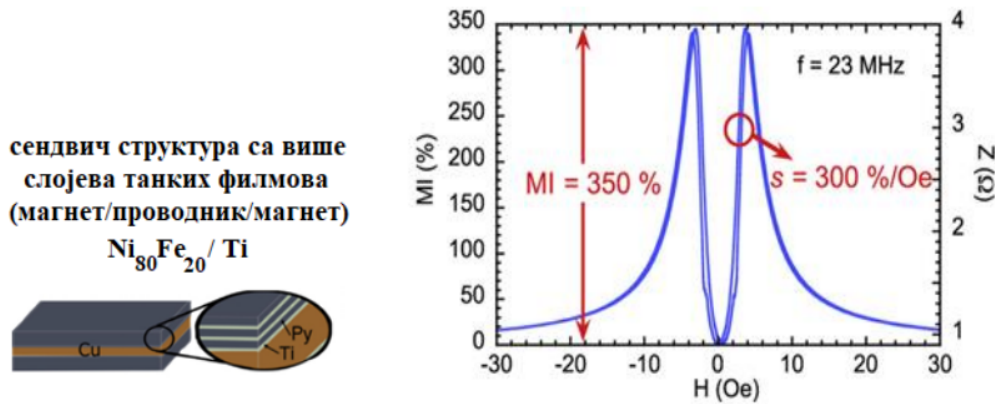 сендвич структура са више
слојева танких филмова
(магнет/проводник/магнет)
Ni80Fe20/ Ti
Cu
Py
Ti
350
300
250
200
150
100
50
0
MI (%)
-30
-20
-10
0
10
20
30
H (Oe)
4
3
2
1
Z (Ω)
f = 23 MHz
MI = 350 %
s = 300 %/Oe